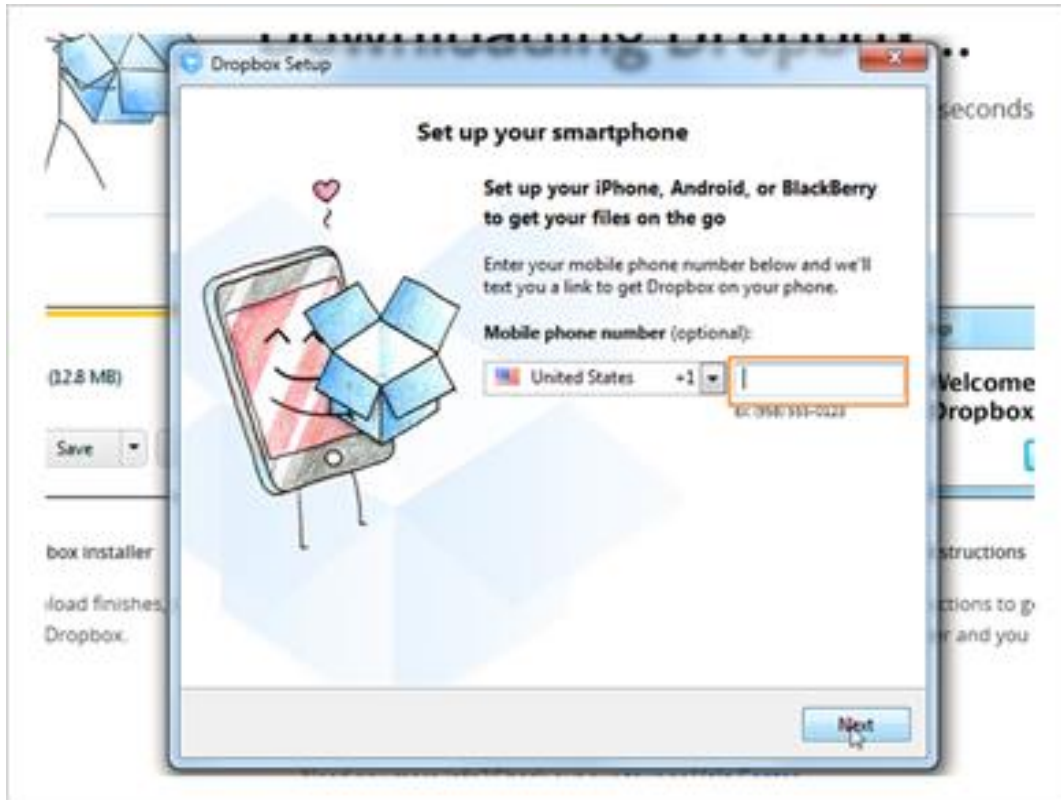 Downloading Dropbox...
seconds
Dropbox Setup
Set up your smartphone
Set up your iPhone, Android, or BlackBerry
to get your files on the go
Enter your mobile phone number below and we'll
text you a link to get Dropbox on your phone.
Mobile phone number (optional):
United States +1
(12.8 MB)
Save
Welcome
Dropbox
box installer
structions
load finishes,
ctions to g
Dropbox.
er and you
Next